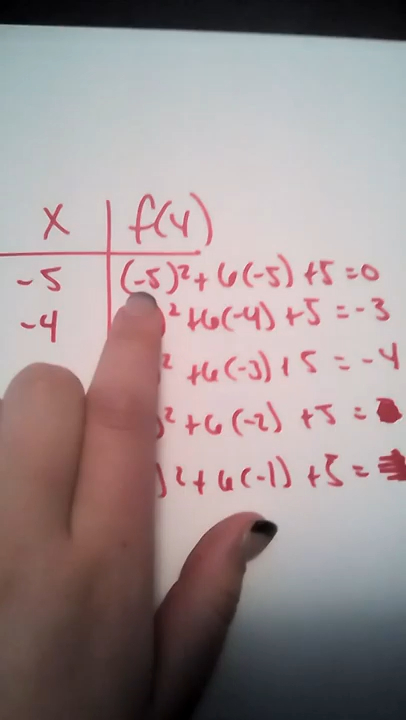 x f(y)
-5 (-5)² + 6(-5) +5 = 0
-4 )² +6(-4) +5 = -3
² +6(-3) +5 = -4
)² +6(-2) +5 =
)² +6(-1) +5 =